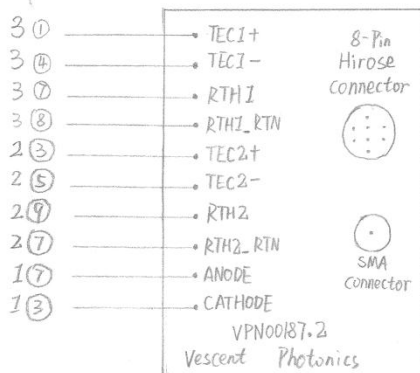 3 ① TEC1+
3 ④ TEC1-
3 ⑦ RTH1
3 ⑧ RTH1_RTN
2 ③ TEC2+
2 ⑤ TEC2-
2 ⑨ RTH2
2 ⑦ RTH2_RTN
1 ⑦ ANODE
1 ③ CATHODE
8-Pin
Hirose
Connector
SMA
Connector
VPN00187.2
Vescent Photonics